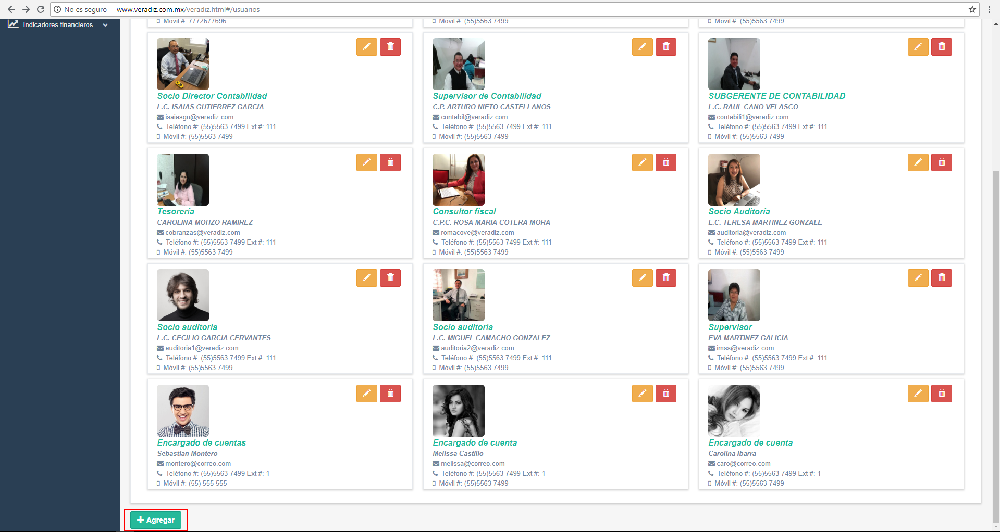 No es seguro
www.veradiz.com.mx/veradiz.html#/usuarios
Indicadores financieros
Móvil #: 7772677696
Móvil #: (55)5563 7499
Móvil #: (55)5563 7499
Socio Director Contabilidad
L.C. ISAIAS GUTIERREZ GARCIA
isaiasgu@veradiz.com
Teléfono #: (55)5563 7499 Ext #: 111
Móvil #: (55)5563 7499
Supervisor de Contabilidad
C.P. ARTURO NIETO CASTELLANOS
contabil@veradiz.com
Teléfono #: (55)5563 7499 Ext #: 111
Móvil #: (55)5563 7499
SUBGERENTE DE CONTABILIDAD
L.C. RAUL CANO VELASCO
contabili1@veradiz.com
Teléfono #: (55)5563 7499 Ext #: 111
Móvil #: (55)5563 7499
Tesorería
CAROLINA MOHZO RAMIREZ
cobranzas@veradiz.com
Teléfono #: (55)5563 7499 Ext #: 111
Móvil #: (55)5563 7499
Consultor fiscal
C.P.C. ROSA MARIA COTERA MORA
romacove@veradiz.com
Teléfono #: (55)5563 7499 Ext #: 111
Móvil #: (55)5563 7499
Socio Auditoría
L.C. TERESA MARTINEZ GONZALE
auditoria@veradiz.com
Teléfono #: (55)5563 7499 Ext #: 111
Móvil #: (55)5563 7499
Socio auditoría
L.C. CECILIO GARCIA CERVANTES
auditoria1@veradiz.com
Teléfono #: (55)5563 7499 Ext #: 111
Móvil #: (55)5563 7499
Socio auditoría
L.C. MIGUEL CAMACHO GONZALEZ
auditoria2@veradiz.com
Teléfono #: (55)5563 7499 Ext #: 111
Móvil #: (55)5563 7499
Supervisor
EVA MARTINEZ GALICIA
imss@veradiz.com
Teléfono #: (55)5563 7499 Ext #: 111
Móvil #: (55)5563 7499
Encargado de cuentas
Sebastian Montero
montero@correo.com
Teléfono #: (55)5563 7499 Ext #: 1
Móvil #: (55) 555 555
Encargado de cuenta
Melissa Castillo
melissa@correo.com
Teléfono #: (55)5563 7499 Ext #: 1
Móvil #: (55)5563 7499
Encargado de cuenta
Carolina Ibarra
caro@correo.com
Teléfono #: (55)5563 7499 Ext #: 1
Móvil #: (55)5563 7499
Agregar